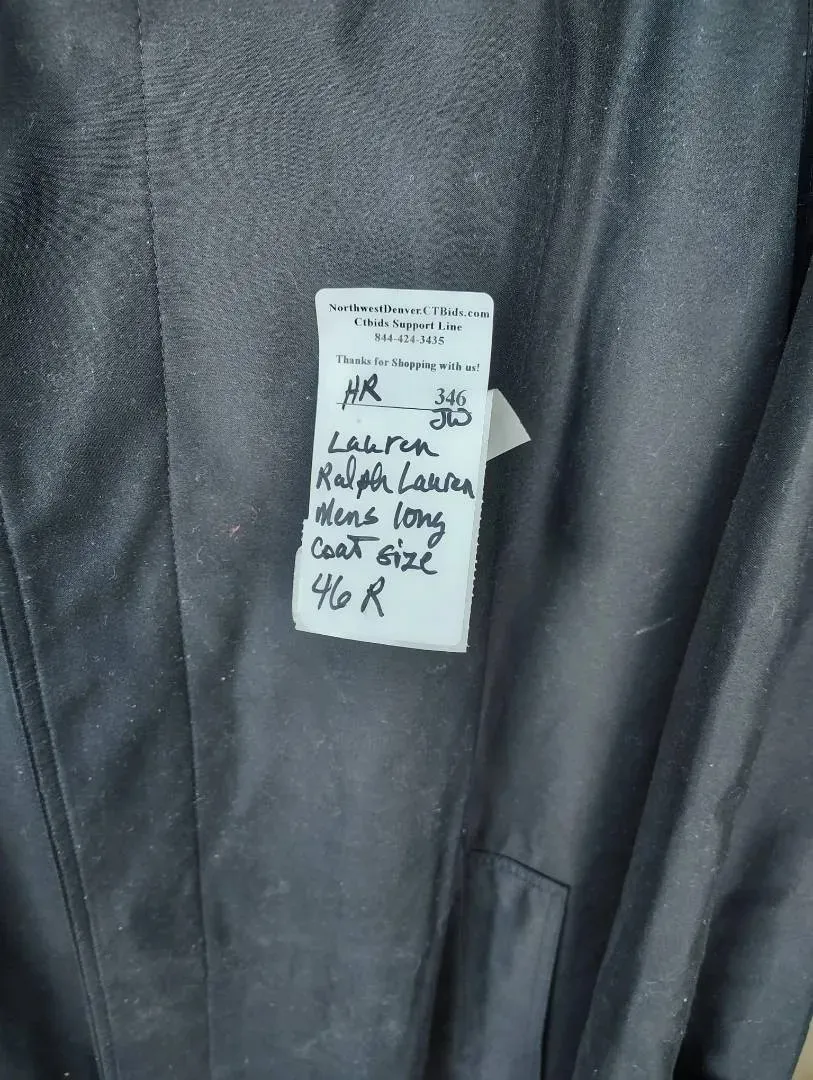 NorthwestDenver.CTBids.com
Ctbids Support Line
844-424-3435
Thanks for Shopping with us!
HR 346
JW
Lauren
Ralph Lauren
Mens long
coat size
46 R